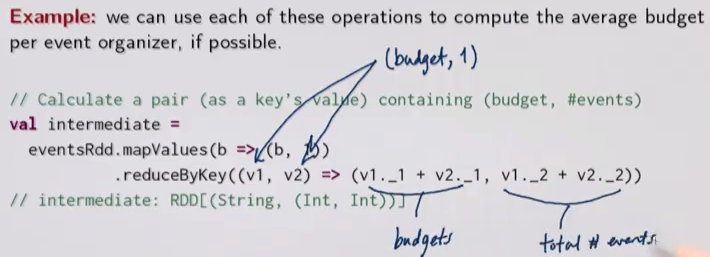 Example: we can use each of these operations to compute the average budget
per event organizer, if possible.
(budget, 1)
// Calculate a pair (as a key's value) containing (budget, #events)
val intermediate =
eventsRdd.mapValues(b => (b, 1))
.reduceByKey((v1, v2) => (v1._1 + v2._1, v1._2 + v2._2))
// intermediate: RDD[(String, (Int, Int))]
budgets
total # events